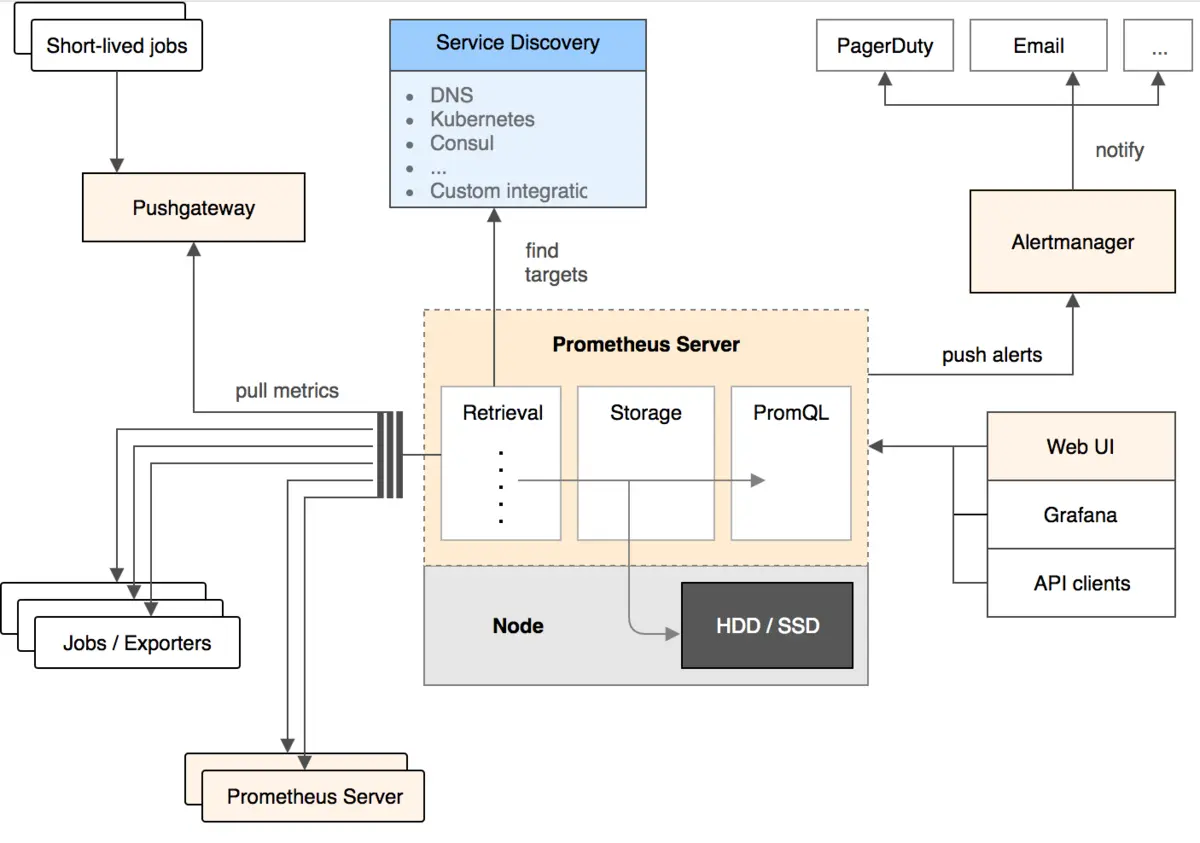 Short-lived jobs
Service Discovery
• DNS
• Kubernetes
• Consul
• ...
• Custom integratic
PagerDuty
Email
...
notify
Pushgateway
Alertmanager
find
targets
Prometheus Server
push alerts
pull metrics
Retrieval
Storage
PromQL
Web UI
Grafana
API clients
Node
HDD / SSD
Jobs / Exporters
Prometheus Server